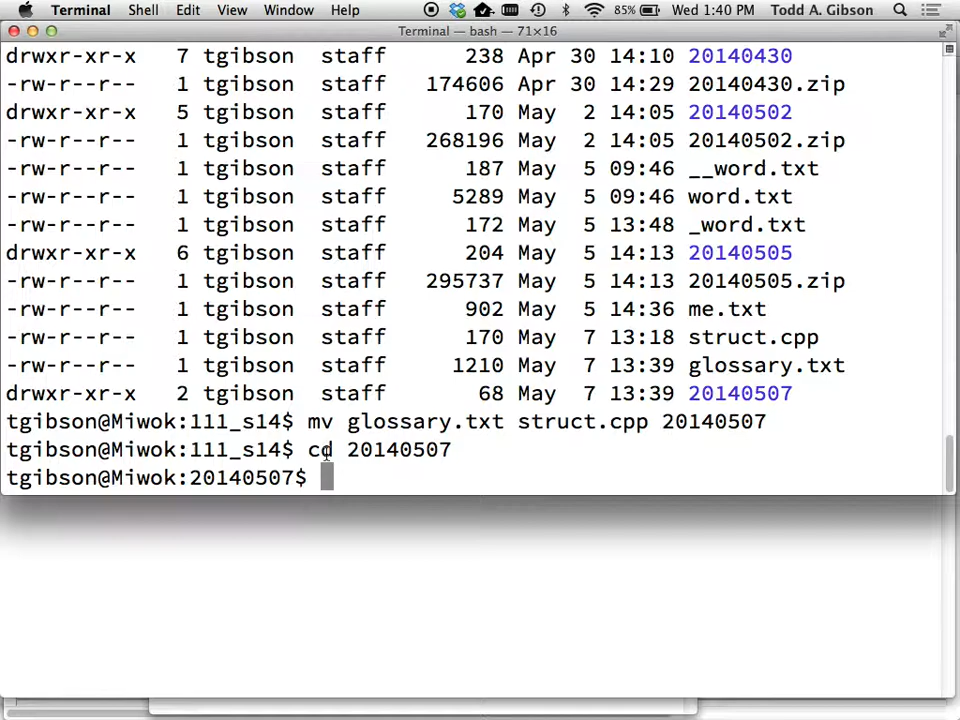 Terminal Shell Edit View Window Help 85% Wed 1:40 PM Todd A. Gibson
Terminal — bash — 71×16
drwxr-xr-x 7 tgibson staff 238 Apr 30 14:10 20140430
-rw-r--r-- 1 tgibson staff 174606 Apr 30 14:29 20140430.zip
drwxr-xr-x 5 tgibson staff 170 May 2 14:05 20140502
-rw-r--r-- 1 tgibson staff 268196 May 2 14:05 20140502.zip
-rw-r--r-- 1 tgibson staff 187 May 5 09:46 __word.txt
-rw-r--r-- 1 tgibson staff 5289 May 5 09:46 word.txt
-rw-r--r-- 1 tgibson staff 172 May 5 13:48 _word.txt
drwxr-xr-x 6 tgibson staff 204 May 5 14:13 20140505
-rw-r--r-- 1 tgibson staff 295737 May 5 14:13 20140505.zip
-rw-r--r-- 1 tgibson staff 902 May 5 14:36 me.txt
-rw-r--r-- 1 tgibson staff 170 May 7 13:18 struct.cpp
-rw-r--r-- 1 tgibson staff 1210 May 7 13:39 glossary.txt
drwxr-xr-x 2 tgibson staff 68 May 7 13:39 20140507
tgibson@Miwok:111_s14$ mv glossary.txt struct.cpp 20140507
tgibson@Miwok:111_s14$ cd 20140507
tgibson@Miwok:20140507$